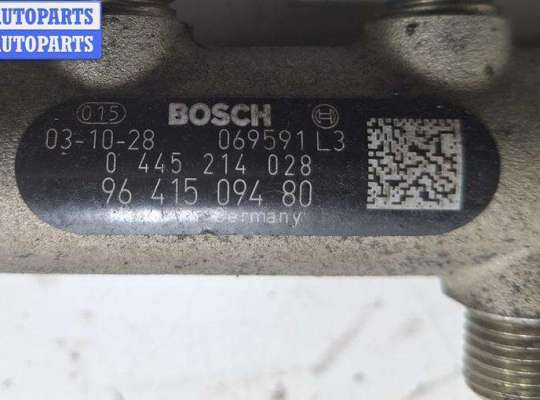 AUTOPARTS
AUTOPARTS
015 BOSCH
03-10-28 069591 L3
0 445 214 028
96 415 094 80
Germany